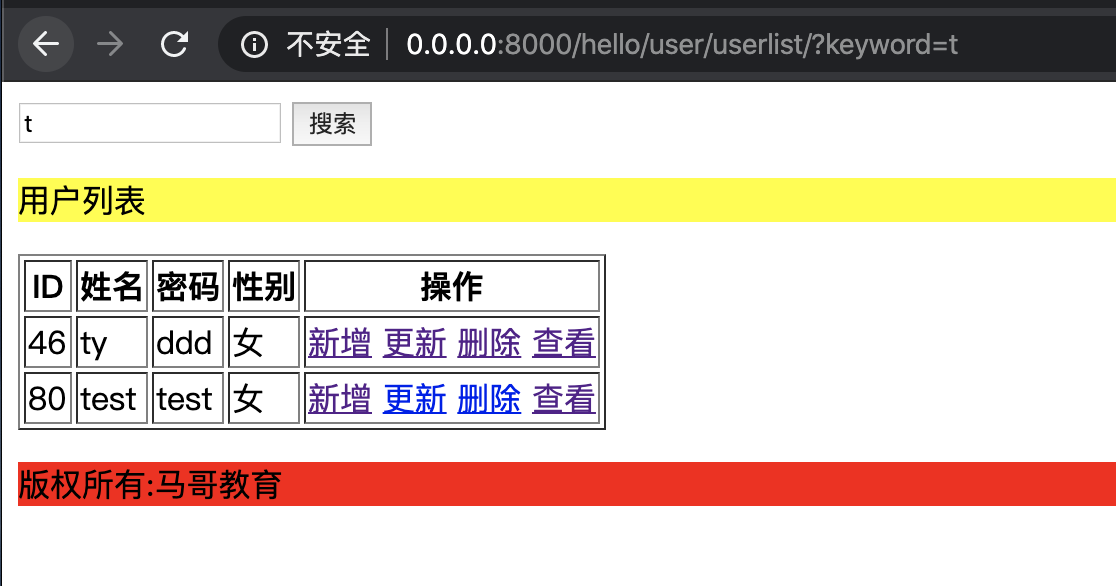 不安全 0.0.0.0:8000/hello/user/userlist/?keyword=t
t 搜索
用户列表
ID 姓名 密码 性别 操作
46 ty ddd 女 新增 更新 删除 查看
80 test test 女 新增 更新 删除 查看
版权所有:马哥教育